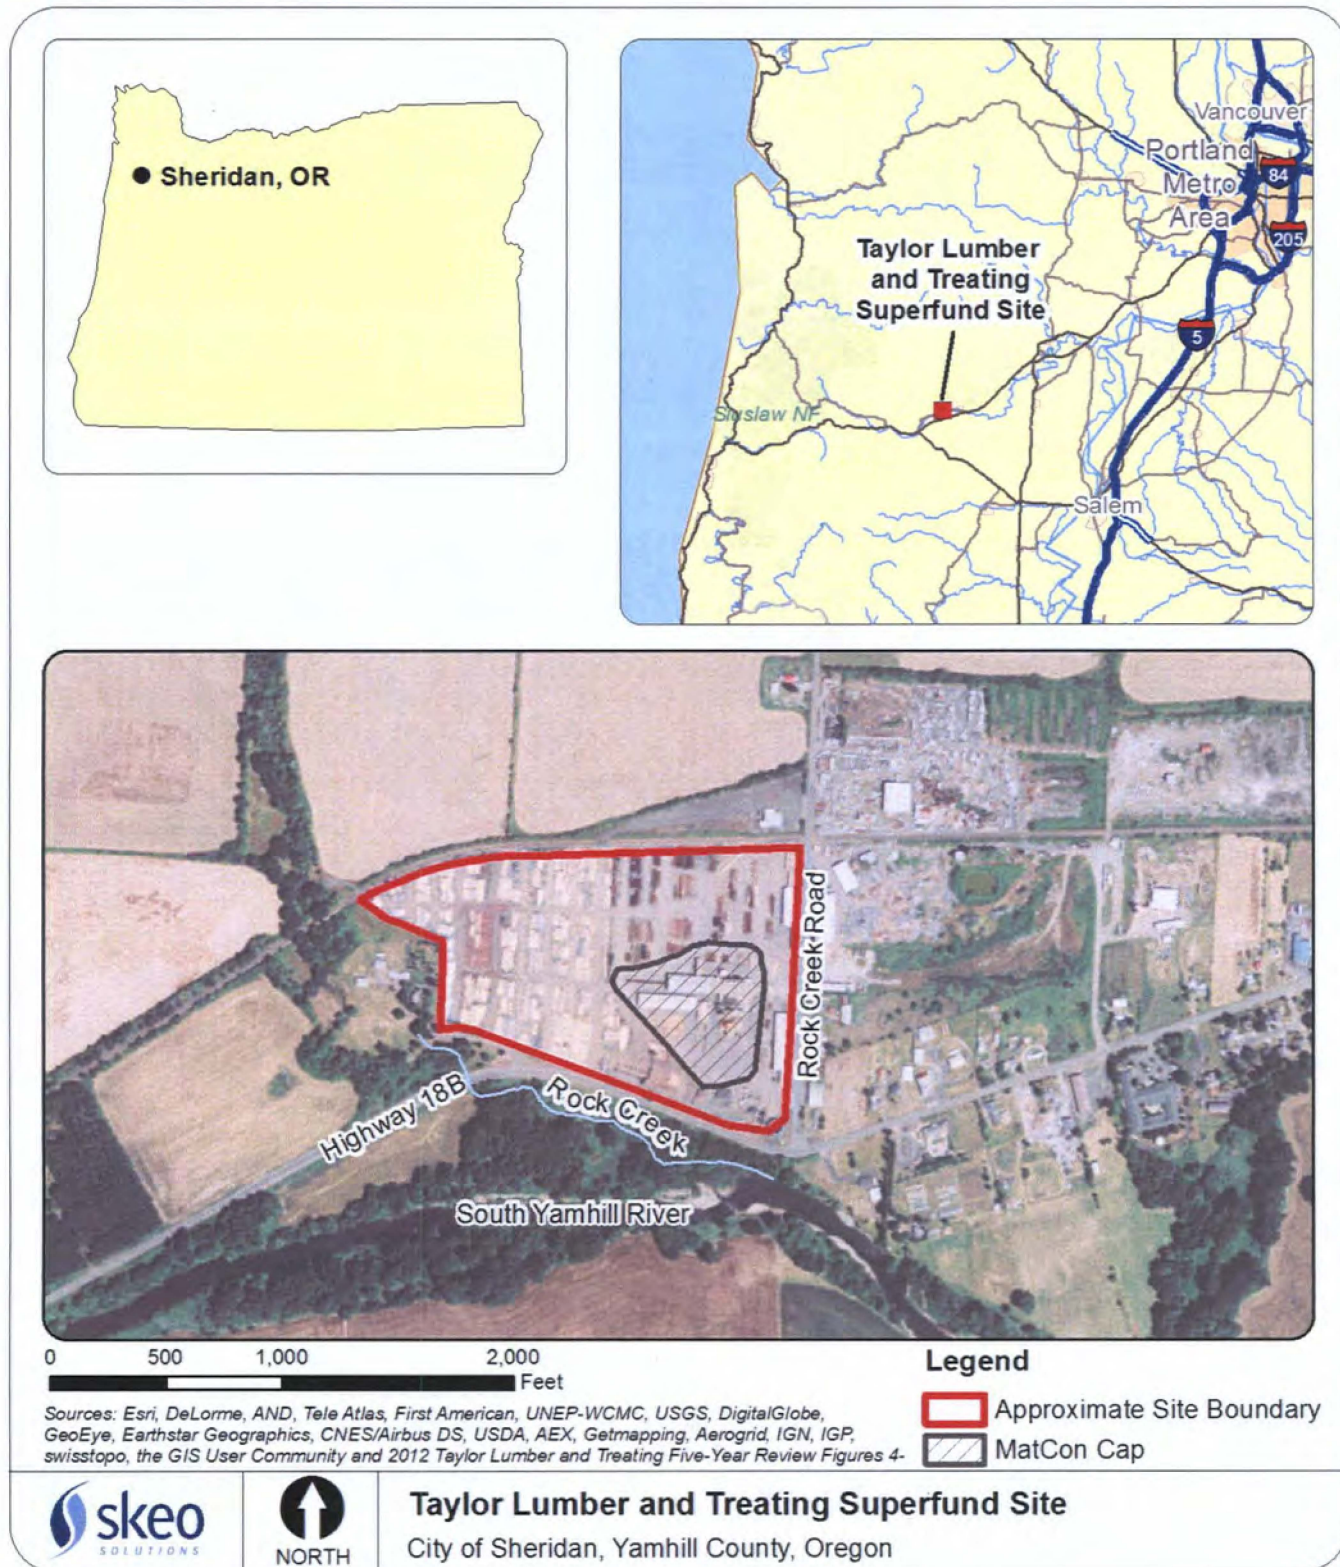 Sheridan, OR
Vancouver
Portland
Metro
Area
84
205
Taylor Lumber
and Treating
Superfund Site
5
Siuslaw NF
Salem
Rock Creek Road
Highway 18B
Rock Creek
South Yamhill River
0 500 1,000 2,000
Feet
Sources: Esri, DeLorme, AND, Tele Atlas, First American, UNEP-WCMC, USGS, DigitalGlobe,
GeoEye, Earthstar Geographics, CNES/Airbus DS, USDA, AEX, Getmapping, Aerogrid, IGN, IGP,
swisstopo, the GIS User Community and 2012 Taylor Lumber and Treating Five-Year Review Figures 4-
Legend
Approximate Site Boundary
MatCon Cap
skeo
SOLUTIONS
NORTH
Taylor Lumber and Treating Superfund Site
City of Sheridan, Yamhill County, Oregon